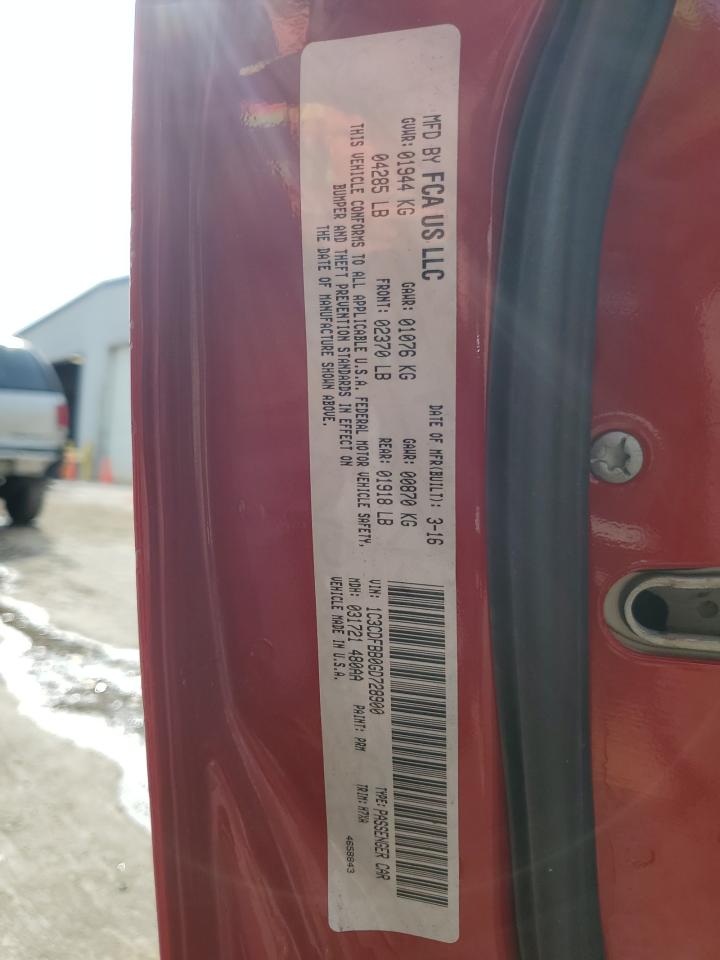 MFD BY FCA US LLC DATE OF MFR(BUILT): 3-16
GVWR: 01944 KG GAWR: 01076 KG GAWR: 00870 KG
04285 LB FRONT: 02370 LB REAR: 01918 LB
THIS VEHICLE CONFORMS TO ALL APPLICABLE U.S.A. FEDERAL MOTOR VEHICLE SAFETY,
BUMPER AND THEFT PREVENTION STANDARDS IN EFFECT ON
THE DATE OF MANUFACTURE SHOWN ABOVE.
VIN: 1C3CDFBB0GD728900 TYPE: PASSENGER CAR
MDH: 031721 480AA PAINT: PRM TRIM: H7XA
VEHICLE MADE IN U.S.A. 4658843